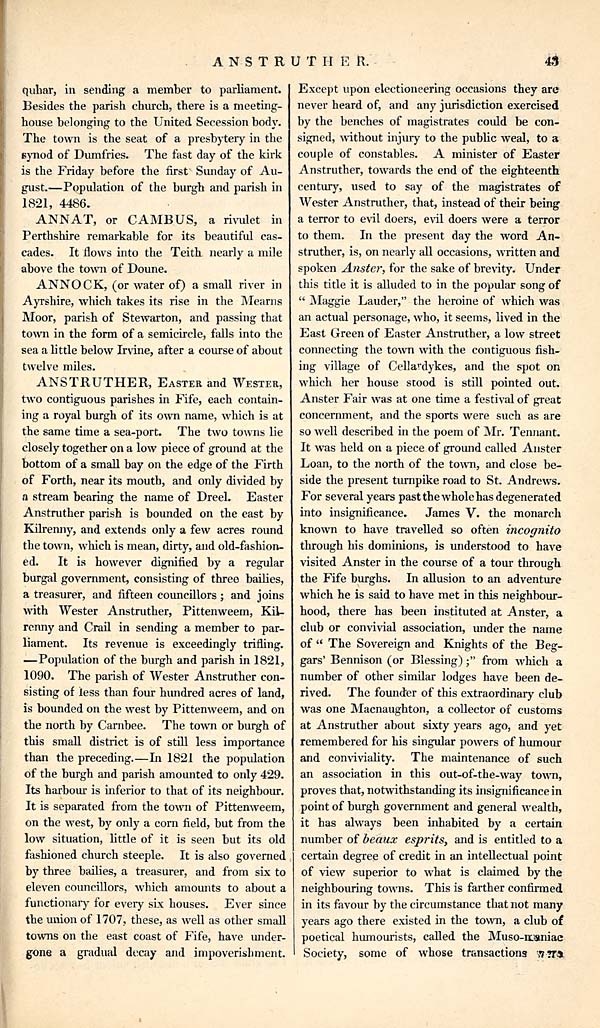 ANSTRUTHER.
43
quhar, in sending a member to parliament.
Besides the parish church, there is a meeting-
house belonging to the United Secession body.
The town is the seat of a presbytery in the
synod of Dumfries. The fast day of the kirk
is the Friday before the first Sunday of Au-
gust.—Population of the burgh and parish in
1821, 4486.
ANNAT, or CAMBUS, a rivulet in
Perthshire remarkable for its beautiful cas-
cades. It flows into the Teith nearly a mile
above the town of Doune.
ANNOCK, (or water of) a small river in
Ayrshire, which takes its rise in the Mearns
Moor, parish of Stewarton, and passing that
town in the form of a semicircle, falls into the
sea a little below Irvine, after a course of about
twelve miles.
ANSTRUTHER, EASTER and WESTER,
two contiguous parishes in Fife, each contain-
ing a royal burgh of its own name, which is at
the same time a sea-port. The two towns lie
closely together on a low piece of ground at the
bottom of a small bay on the edge of the Firth
of Forth, near its mouth, and only divided by
a stream bearing the name of Dreel. Easter
Anstruther parish is bounded on the east by
Kilrenny, and extends only a few acres round
the town, which is mean, dirty, and old-fashion-
ed. It is however dignified by a regular
burgal government, consisting of three bailies,
a treasurer, and fifteen councillors; and joins
with Wester Anstruther, Pittenweem, Kil-
renny and Crail in sending a member to par-
liament. Its revenue is exceedingly trifling.
—Population of the burgh and parish in 1821,
1090. The parish of Wester Anstruther con-
sisting of less than four hundred acres of land,
is bounded on the west by Pittenweem, and on
the north by Carnbee. The town or burgh of
this small district is of still less importance
than the preceding.—In 1821 the population
of the burgh and parish amounted to only 429.
Its harbour is inferior to that of its neighbour.
It is separated from the town of Pittenweem,
on the west, by only a corn field, but from the
low situation, little of it is seen but its old
fashioned church steeple. It is also governed
by three bailies, a treasurer, and from six to
eleven councillors, which amounts to about a
functionary for every six houses. Ever since
the union of 1707, these, as well as other small
towns on the east coast of Fife, have under-
gone a gradual decay and impoverishment.
Except upon electioneering occasions they are
never heard of, and any jurisdiction exercised
by the benches of magistrates could be con-
signed, without injury to the public weal, to a
couple of constables. A minister of Easter
Anstruther, towards the end of the eighteenth
century, used to say of the magistrates of
Wester Anstruther, that, instead of their being
a terror to evil doers, evil doers were a terror
to them. In the present day the word An-
struther, is, on nearly all occasions, written and
spoken Anster, for the sake of brevity. Under
this title it is alluded to in the popular song of
"Maggie Lauder," the heroine of which was
an actual personage, who, it seems, lived in the
East Green of Easter Anstruther, a low street
connecting the town with the contiguous fish-
ing village of Cellardykes, and the spot on
which her house stood is still pointed out.
Anster Fair was at one time a festival of great
concernment, and the sports were such as are
so well described in the poem of Mr. Tennant.
It was held on a piece of ground called Anster
Loan, to the north of the town, and close be-
side the present turnpike road to St. Andrews.
For several years past the whole has degenerated
into insignificance. James V. the monarch
known to have travelled so often incognito
through his dominions, is understood to have
visited Anster in the course of a tour through
the Fife burghs. In allusion to an adventure
which he is said to have met in this neighbour-
hood, there has been instituted at Anster, a
club or convivial association, under the name
of "The Sovereign and Knights of the Beg-
gars' Bennison (or Blessing);" from which a
number of other similar lodges have been de-
rived. The founder of this extraordinary club
was one Macnaughton, a collector of customs
at Anstruther about sixty years ago, and yet
remembered for his singular powers of humour
and conviviality. The maintenance of such
an association in this out-of-the-way town,
proves that, notwithstanding its insignificance in
point of burgh government and general wealth,
it has always been inhabited by a certain
number of beaux esprits, and is entitled to a
certain degree of credit in an intellectual point
of view superior to what is claimed by the
neighbouring towns. This is farther confirmed
in its favour by the circumstance that not many
years ago there existed in the town, a club of
poetical humourists, called the Muso-maniac
Society, some of whose transactions were